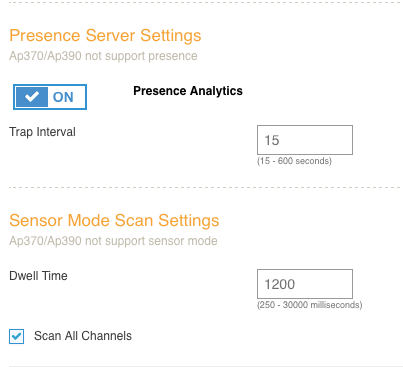 Presence Server Settings
Ap370/Ap390 not support presence
ON Presence Analytics
Trap Interval 15
(15 - 600 seconds)
Sensor Mode Scan Settings
Ap370/Ap390 not support sensor mode
Dwell Time 1200
(250 - 30000 milliseconds)
Scan All Channels